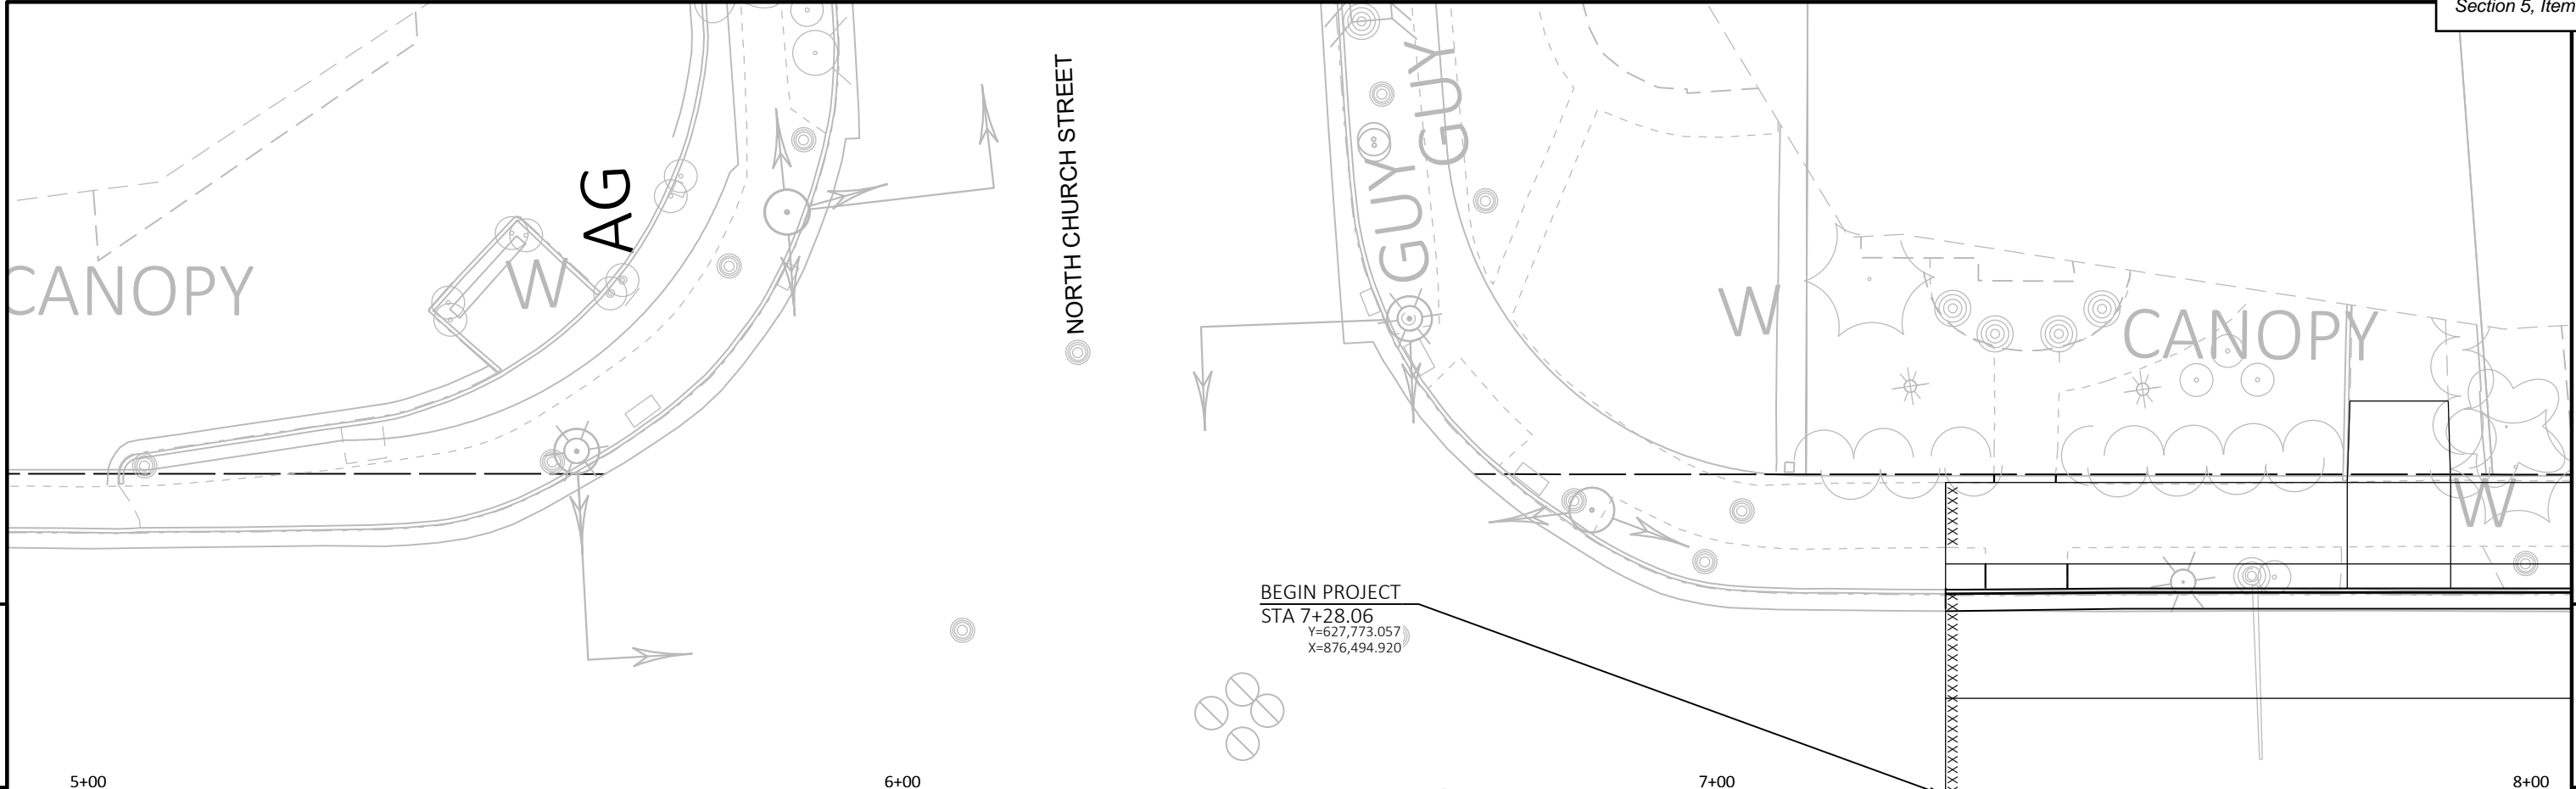 Section 5, Item
NORTH CHURCH STREET
AG
GUY
GUY
CANOPY
W
W
CANOPY
W
BEGIN PROJECT
STA 7+28.06
Y=627,773.057
X=876,494.920
5+00
6+00
7+00
8+00